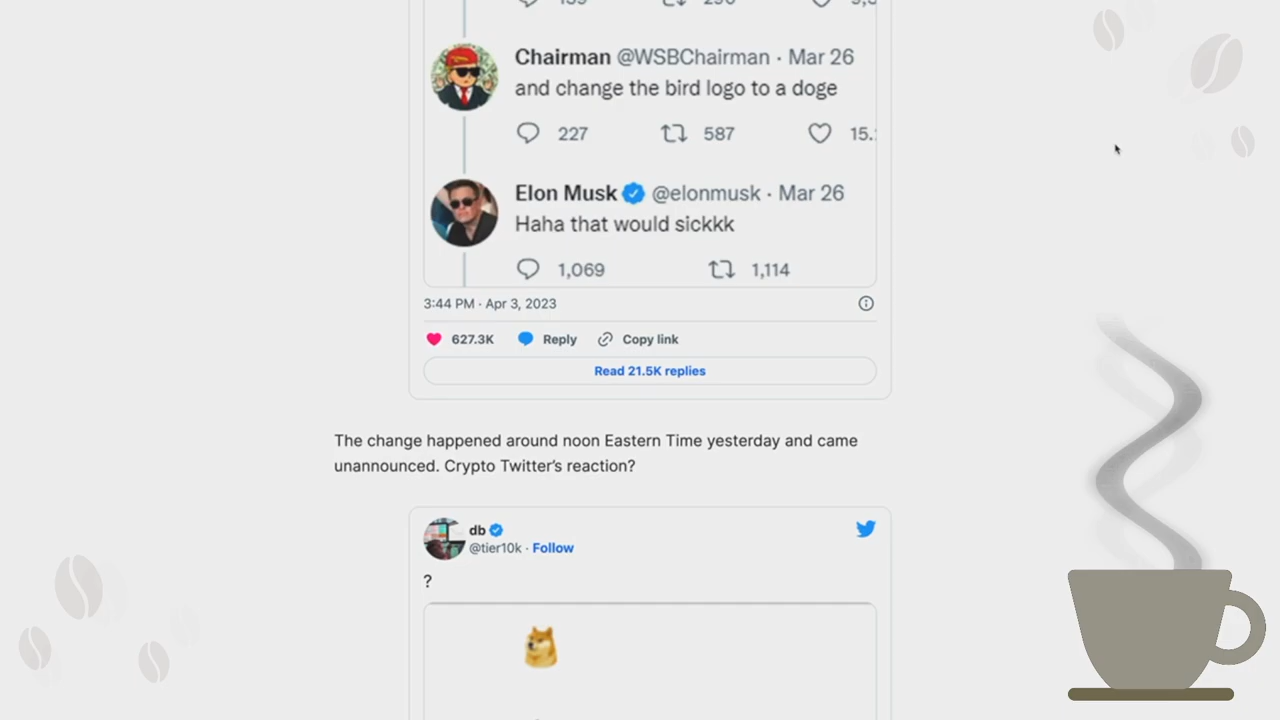 Chairman @WSBChairman · Mar 26
and change the bird logo to a doge
227 587 15.
Elon Musk @elonmusk · Mar 26
Haha that would sickkk
1,069 1,114
3:44 PM · Apr 3, 2023
627.3K Reply Copy link
Read 21.5K replies
The change happened around noon Eastern Time yesterday and came
unannounced. Crypto Twitter’s reaction?
db
@tier10k · Follow
?